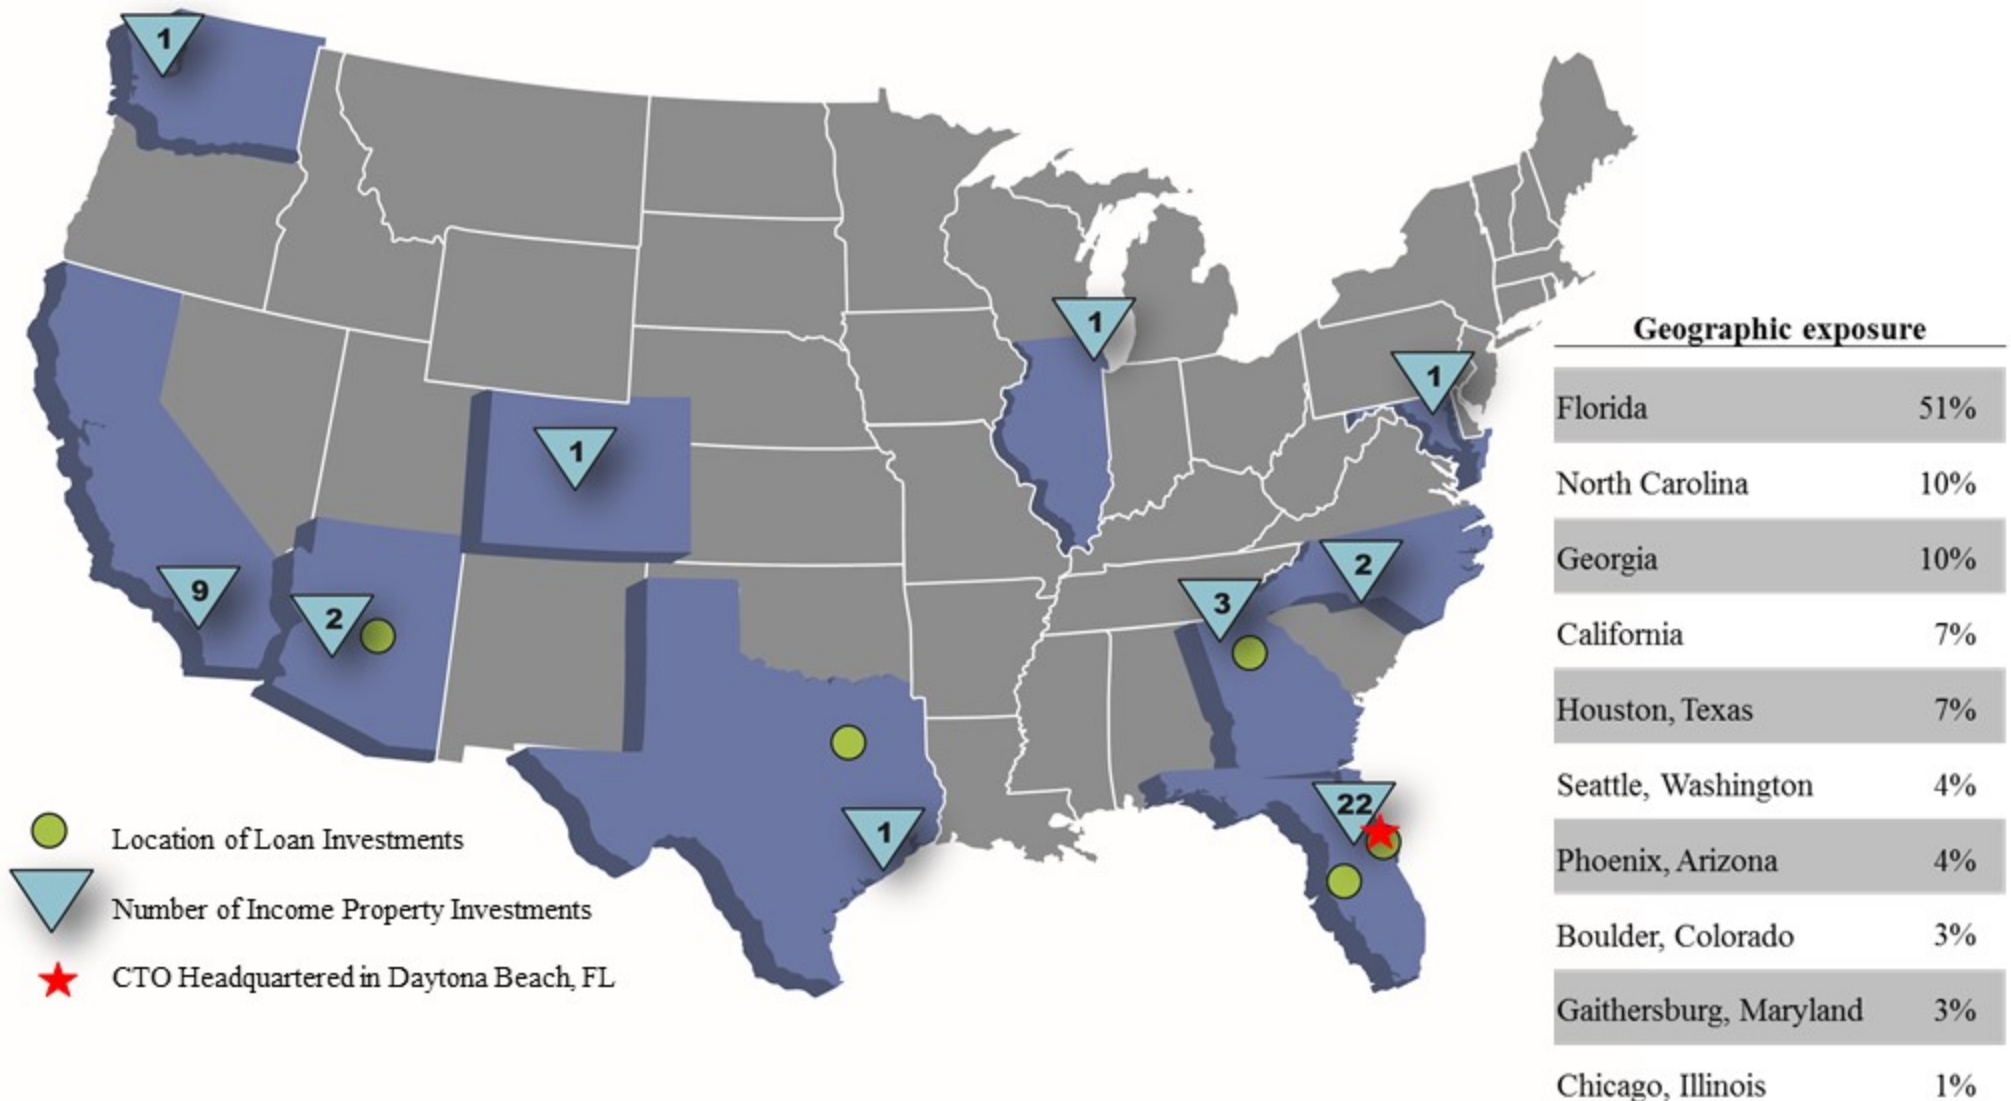 1
1
1
1
9
2
3
2
1
22
Location of Loan Investments
Number of Income Property Investments
CTO Headquartered in Daytona Beach, FL
Geographic exposure
Florida 51%
North Carolina 10%
Georgia 10%
California 7%
Houston, Texas 7%
Seattle, Washington 4%
Phoenix, Arizona 4%
Boulder, Colorado 3%
Gaithersburg, Maryland 3%
Chicago, Illinois 1%